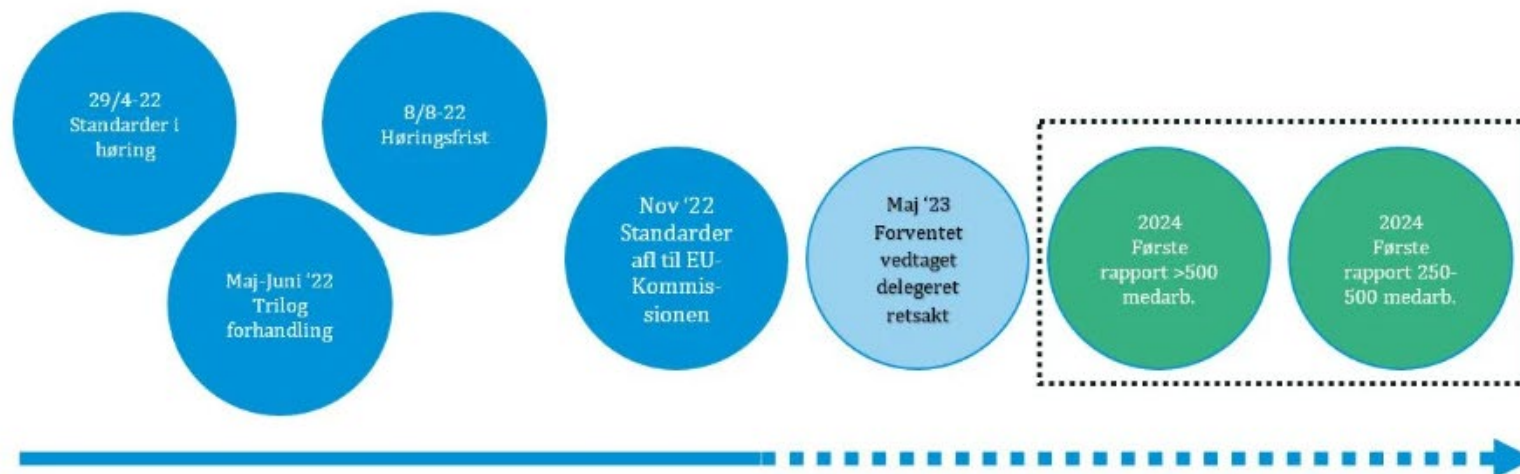 29/4-22
Standarder i
høring
Maj-Juni ‘22
Trilog
forhandling
8/8-22
Høringsfrist
Nov ‘22
Standarder
afl til EU-
Kommis-
sionen
Maj ‘23
Forventet
vedtaget
delegeret
retsakt
2024
Første
rapport >500
medarb.
2024
Første
rapport 250-
500 medarb.